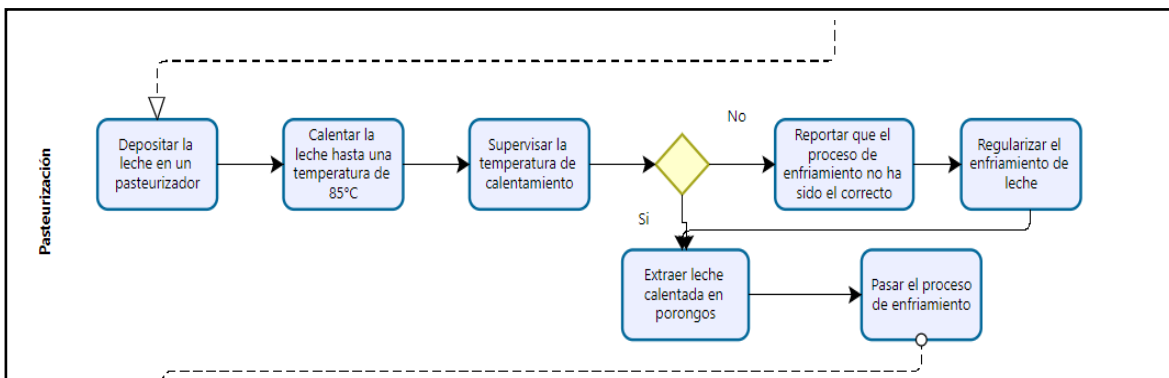 Pasteurización
Depositar la
leche en un
pasteurizador
Calentar la
leche hasta una
temperatura de
85°C
Supervisar la
temperatura de
calentamiento
No
Si
Reportar que el
proceso de
enfriamiento no ha
sido el correcto
Regularizar el
enfriamiento de
leche
Extraer leche
calentada en
porongos
Pasar el proceso
de enfriamiento